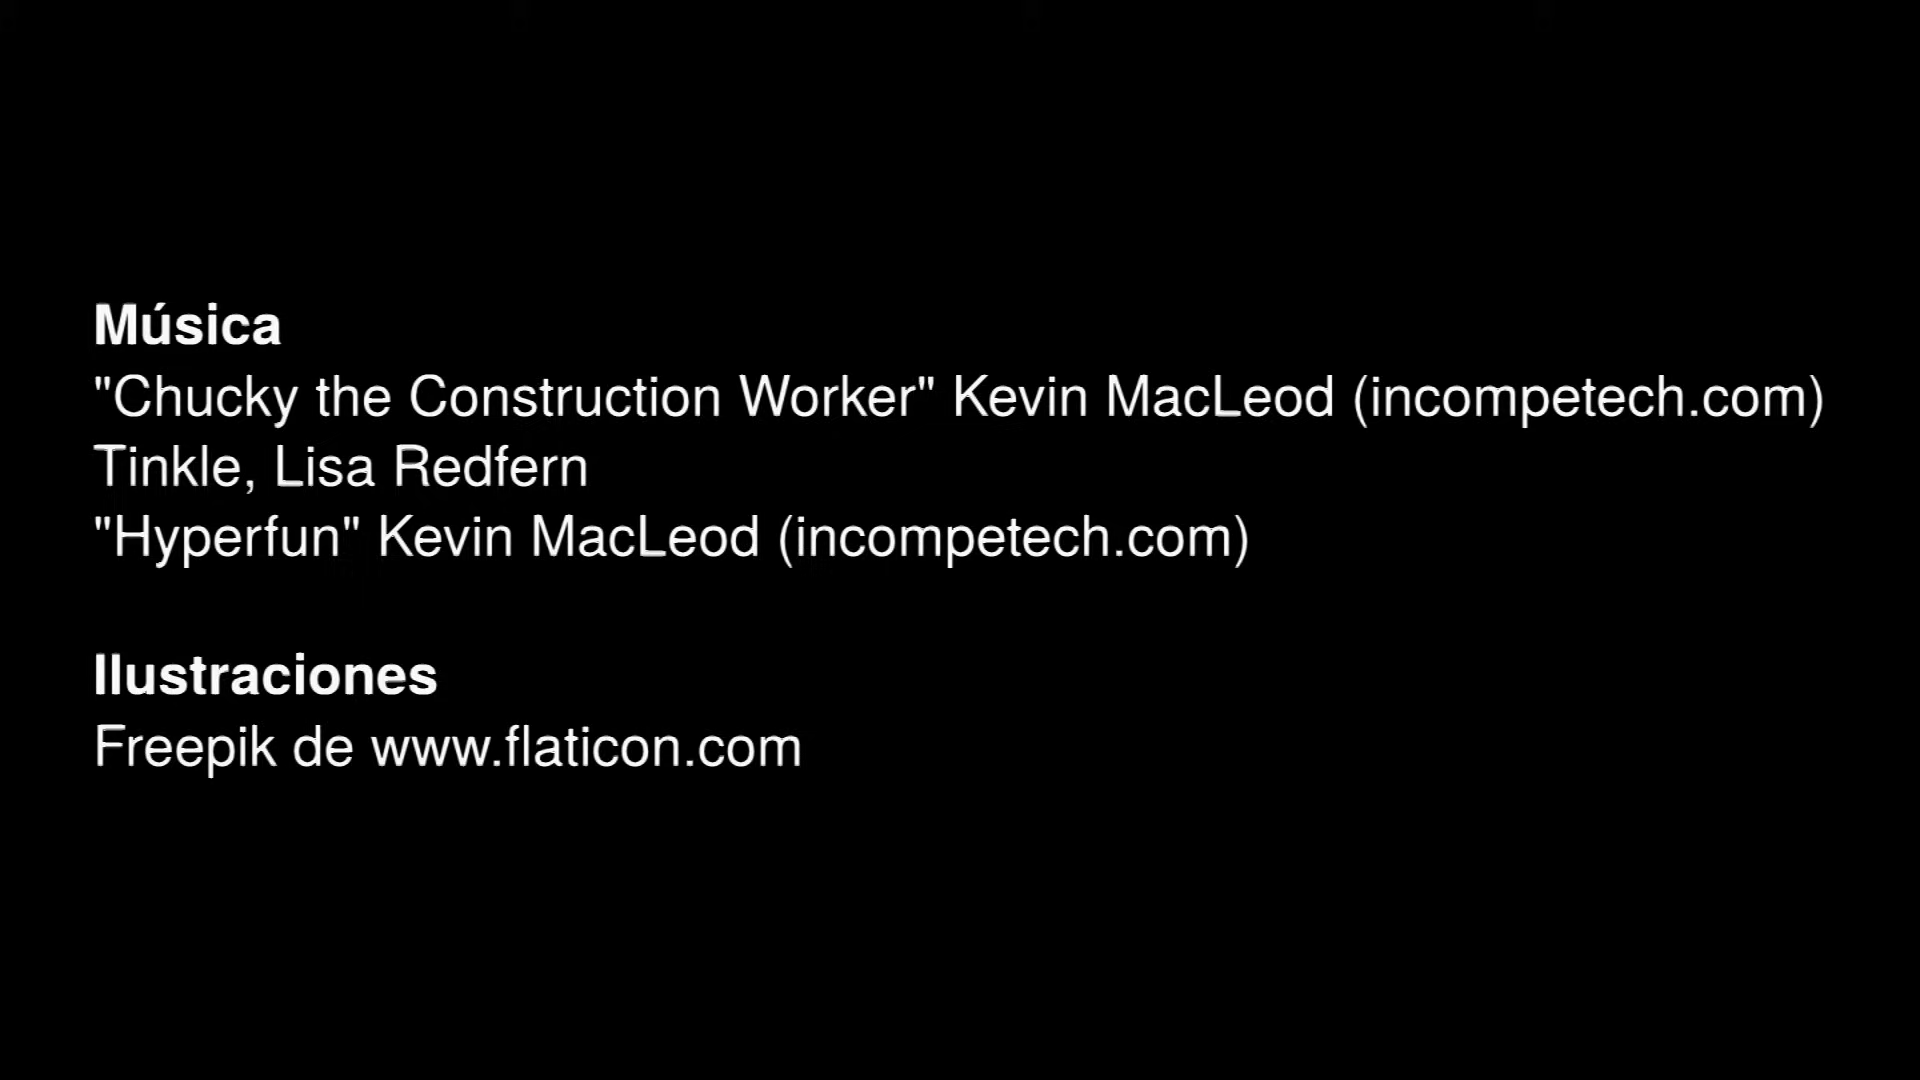 Música
"Chucky the Construction Worker" Kevin MacLeod (incompetech.com)
Tinkle, Lisa Redfern
"Hyperfun" Kevin MacLeod (incompetech.com)
Ilustraciones
Freepik de www.flaticon.com